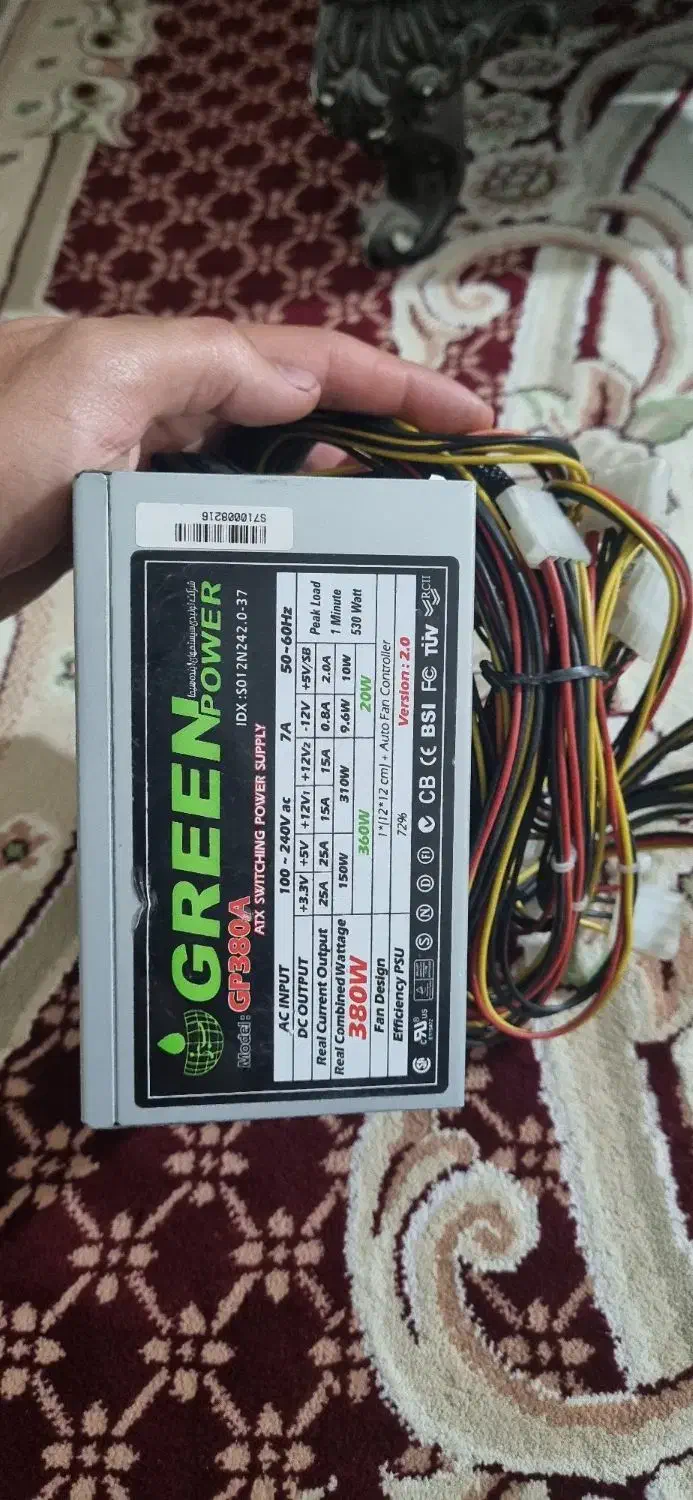 S710008216
GREEN
POWER
Model : GP380A
IDX :S012N242.0-37
ATX SWITCHING POWER SUPPLY
AC INPUT 100 ~ 240V ac 7A 50~60Hz
DC OUTPUT +3.3V +5V +12V1 +12V2 -12V +5V/SB Peak Load
Real Current Output 25A 25A 15A 15A 0.8A 2.0A 1 Minute
Real Combined Wattage 150W 310W 9.6W 10W 530 Watt
380W 360W 20W
Fan Design 1*(12*12 cm) + Auto Fan Controller
Efficiency PSU 72% Version : 2.0
c US S N D FI CB CE BSI FC TÜV RCII